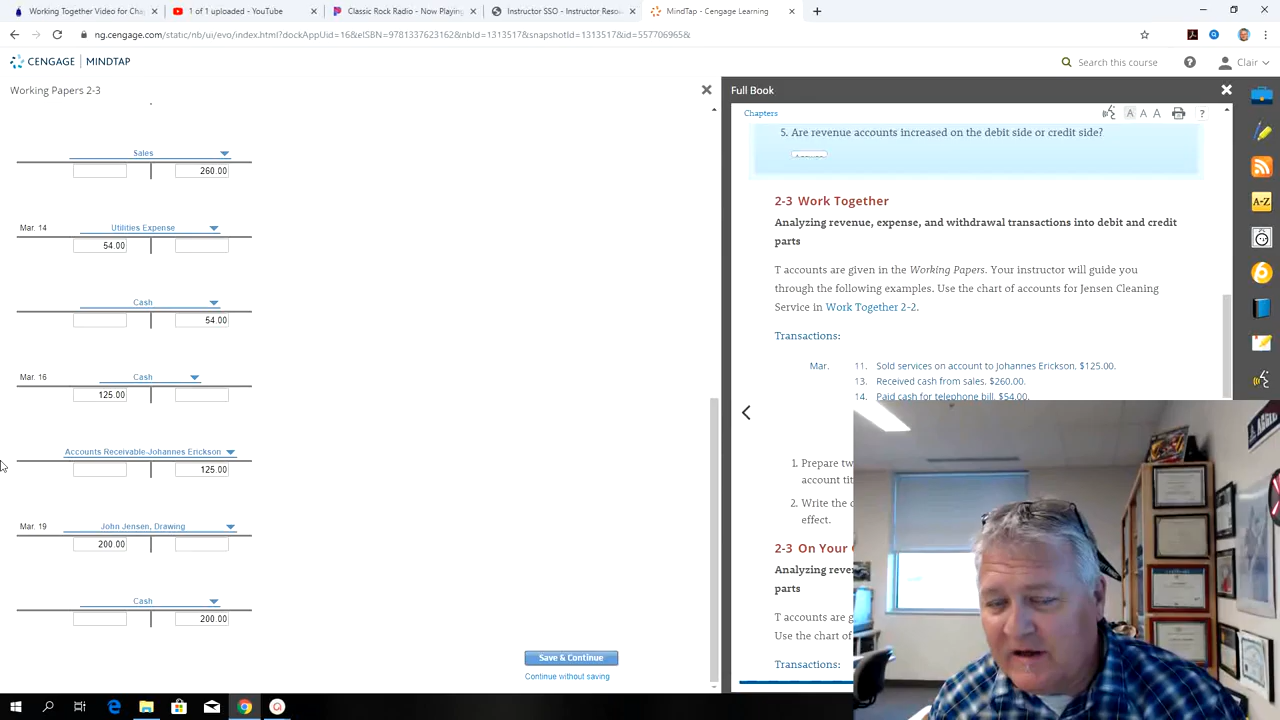 Working Together Video for Chap
1 of 1 uploaded - YouTube
Classic Rock Radio - Now Playing
Instructor SSO - Instructor Resou
MindTap - Cengage Learning
ng.cengage.com/static/nb/ui/evo/index.html?dockAppUid=16&eISBN=9781337623162&nbId=1313517&snapshotId=1313517&id=557706965&
CENGAGE | MINDTAP
Search this course
Clair
Working Papers 2-3
Full Book
Chapters
A A A ?
5. Are revenue accounts increased on the debit side or credit side?
Sales
260.00
Mar. 14 Utilities Expense
54.00
Cash
54.00
Mar. 16 Cash
125.00
Accounts Receivable-Johannes Erickson
125.00
Mar. 19 John Jensen, Drawing
200.00
Cash
200.00
Save & Continue
Continue without saving
2-3 Work Together
Analyzing revenue, expense, and withdrawal transactions into debit and credit
parts
T accounts are given in the Working Papers. Your instructor will guide you
through the following examples. Use the chart of accounts for Jensen Cleaning
Service in Work Together 2-2.
Transactions:
Mar. 11. Sold services on account to Johannes Erickson. $125.00.
13. Received cash from sales. $260.00.
14. Paid cash for telephone bill. $54.00.
1. Prepare tw
account tit
2. Write the d
effect.
2-3 On Your
Analyzing reve
parts
T accounts are g
Use the chart of
Transactions:
A-Z